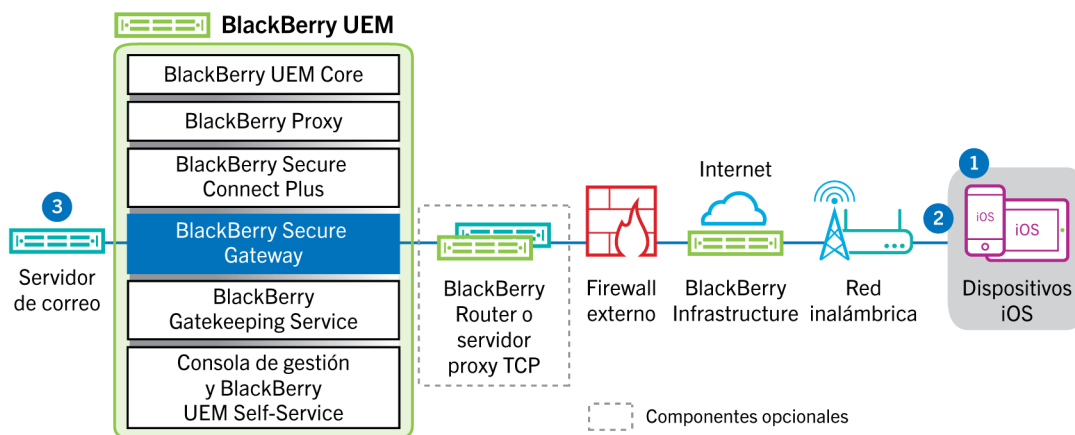 BlackBerry UEM
BlackBerry UEM Core
BlackBerry Proxy
BlackBerry Secure
Connect Plus
BlackBerry Secure
Gateway
BlackBerry
Gatekeeping Service
Consola de gestión
y BlackBerry
UEM Self-Service
3
Servidor
de correo
BlackBerry
Router o
servidor
proxy TCP
Firewall
externo
Internet
BlackBerry
Infrastructure
Red
inalámbrica
2
1
iOS
iOS
Dispositivos
iOS
Componentes opcionales